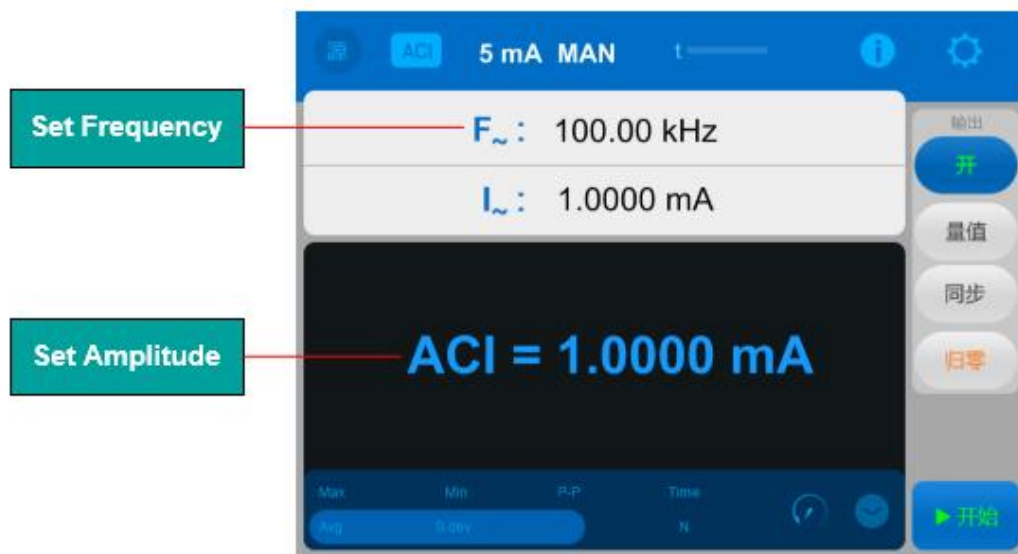 源 ACI 5 mA MAN t
Set Frequency
F~ : 100.00 kHz
I~ : 1.0000 mA
输出
开
量值
同步
归零
Set Amplitude
ACI = 1.0000 mA
Max Min P-P Time
Avg N
▶开始